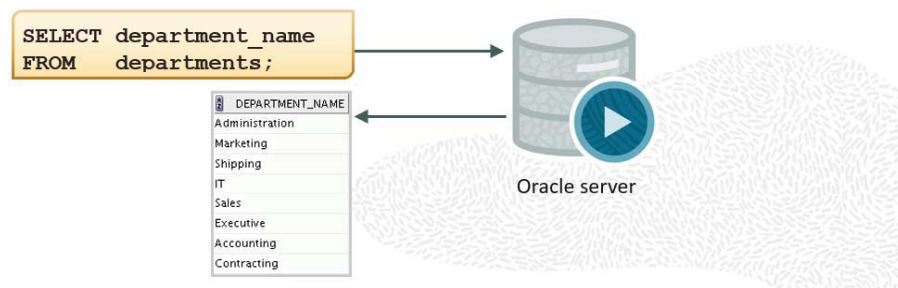 SELECT department_name
FROM departments;
DEPARTMENT_NAME
Administration
Marketing
Shipping
IT
Sales
Executive
Accounting
Contracting
Oracle server